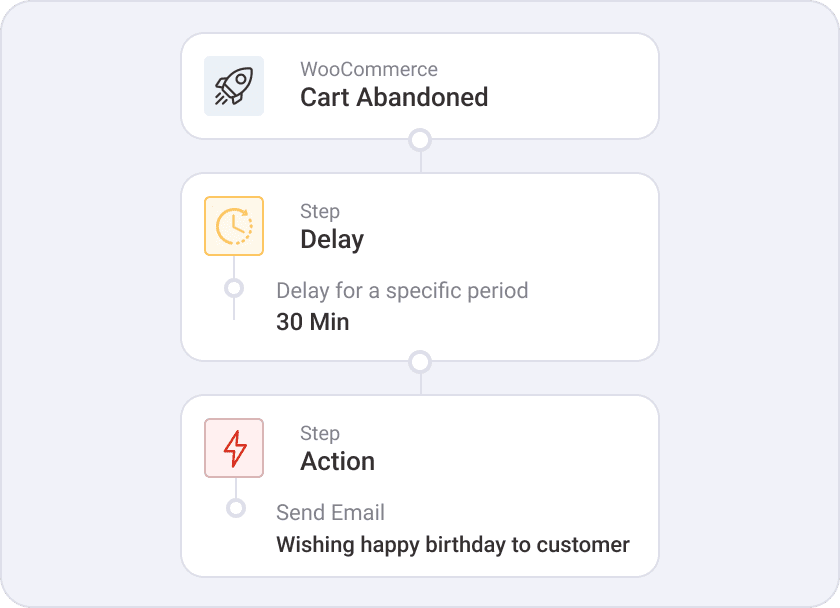 WooCommerce
Cart Abandoned
Step
Delay
Delay for a specific period
30 Min
Step
Action
Send Email
Wishing happy birthday to customer